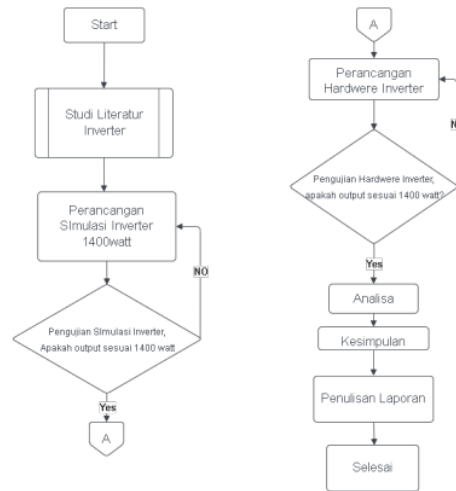 Start
Studi Literatur
Inverter
Perancangan
SImulasi Inverter
1400watt
NO
Pengujian SImulasi Inverter,
Apakah output sesuai 1400 watt
Yes
A
A
Perancangan
Hardwere Inverter
Pengujian Hardwere Inverter,
apakah output sesuai 1400 watt?
Yes
Analisa
Kesimpulan
Penulisan Laporan
Selesai